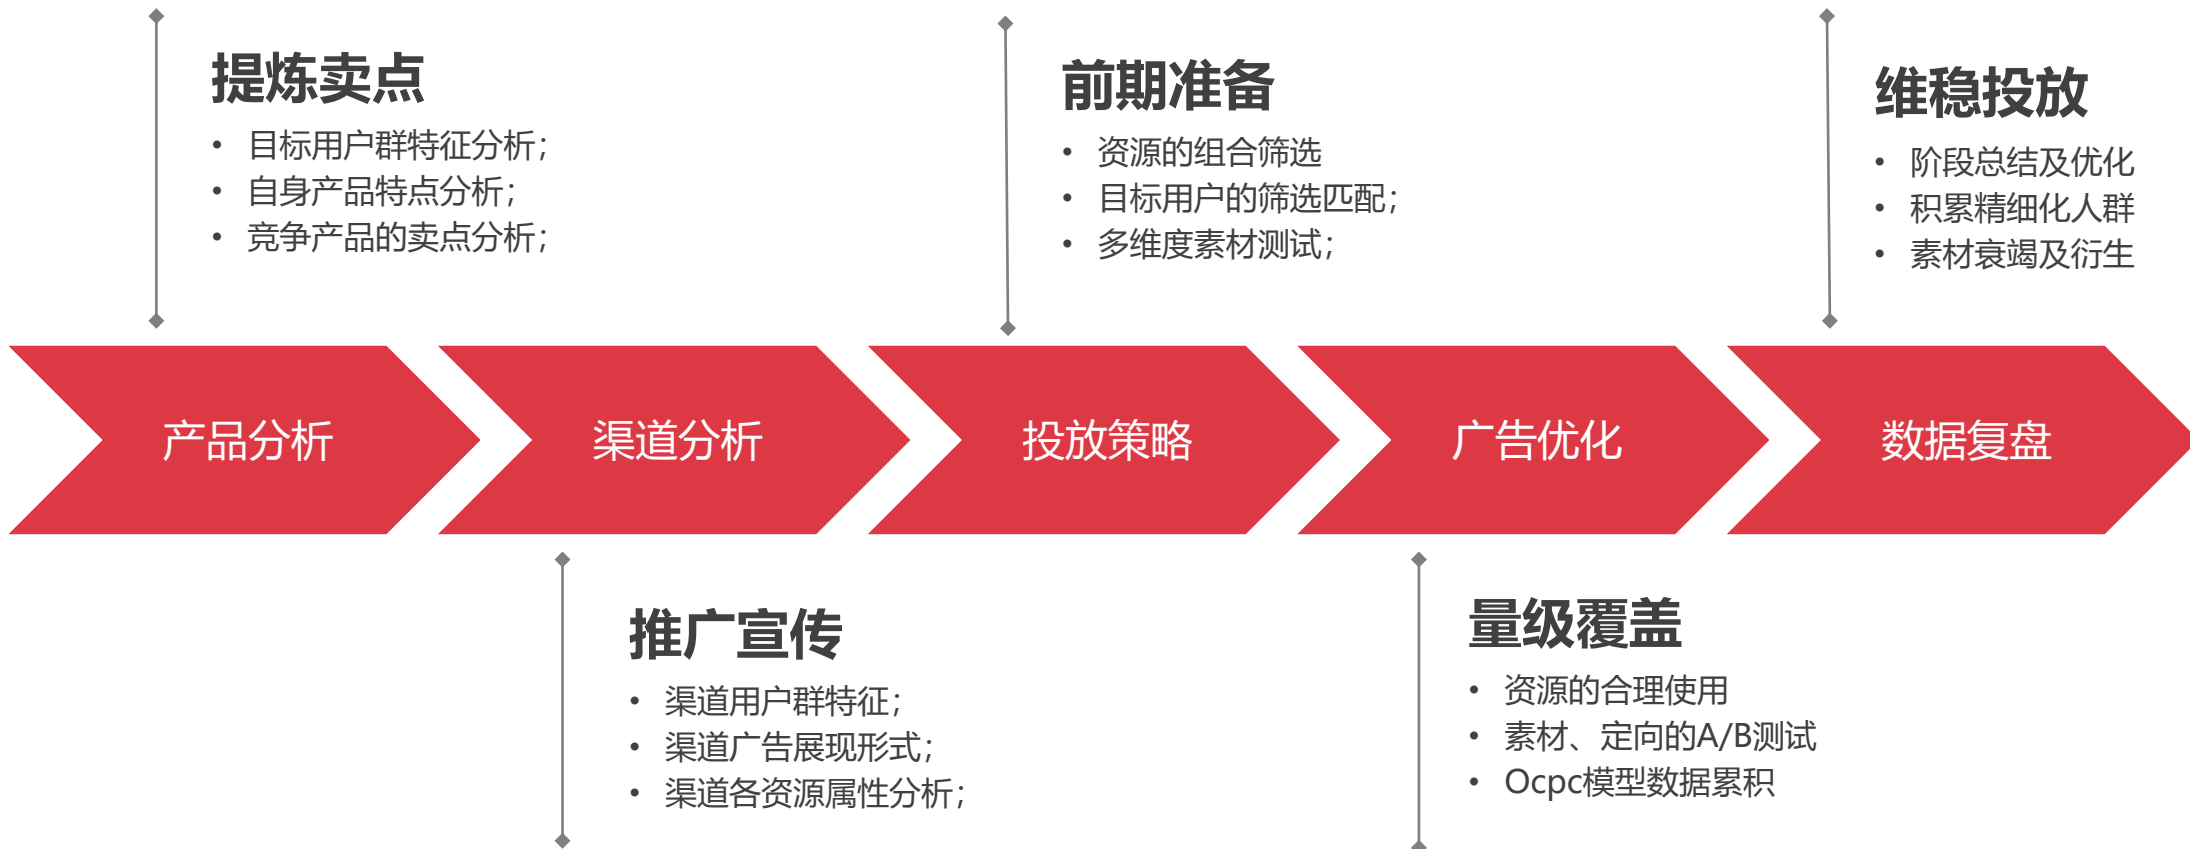 提炼卖点
• 目标用户群特征分析；
• 自身产品特点分析；
• 竞争产品的卖点分析；
前期准备
• 资源的组合筛选
• 目标用户的筛选匹配；
• 多维度素材测试；
维稳投放
• 阶段总结及优化
• 积累精细化人群
• 素材衰竭及衍生
产品分析
渠道分析
投放策略
广告优化
数据复盘
推广宣传
• 渠道用户群特征；
• 渠道广告展现形式；
• 渠道各资源属性分析；
量级覆盖
• 资源的合理使用
• 素材、定向的A/B测试
• Ocpc模型数据累积